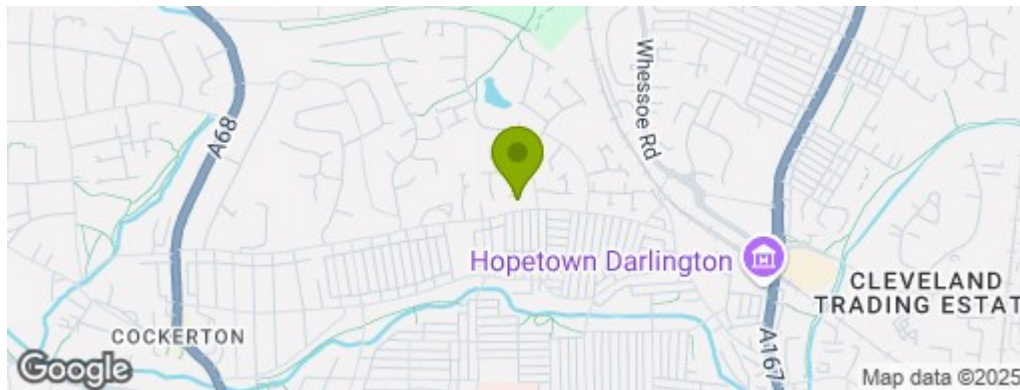 Whessoe Rd
A68
Hopetown Darlington
CLEVELAND
TRADING ESTAT
COCKERTON
A167
Google
Map data ©2025